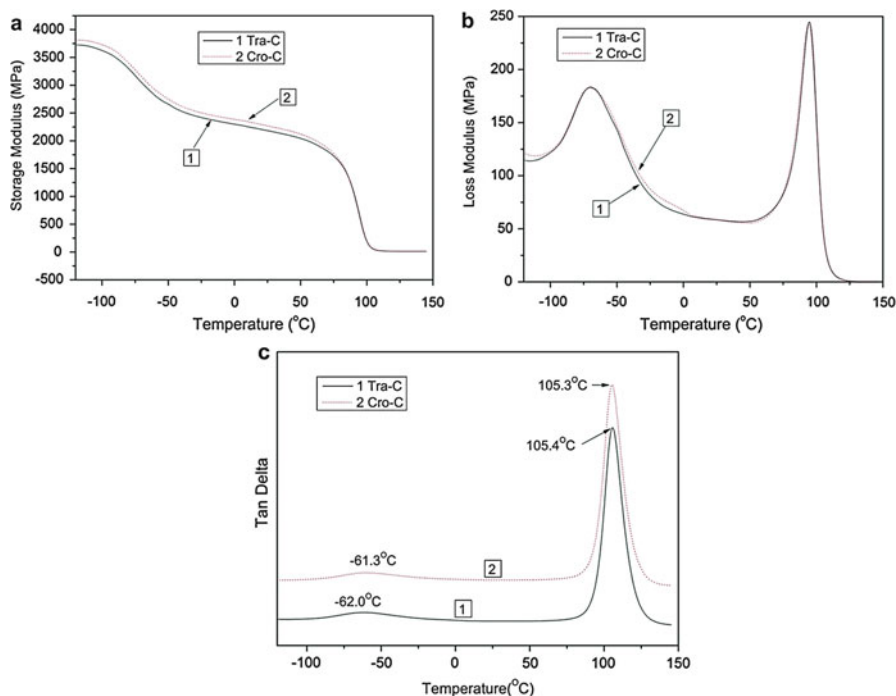 a
Storage Modulus (MPa)
4000
3500
3000
2500
2000
1500
1000
500
0
-500
1 Tra-C
2 Cro-C
2
1
-100 -50 0 50 100 150
Temperature (°C)
b
Loss Modulus (MPa)
250
200
150
100
50
0
1 Tra-C
2 Cro-C
2
1
-100 -50 0 50 100 150
Temperature (°C)
c
Tan Delta
1 Tra-C
2 Cro-C
105.3°C
105.4°C
-61.3°C
2
-62.0°C
1
-100 -50 0 50 100 150
Temperature(°C)